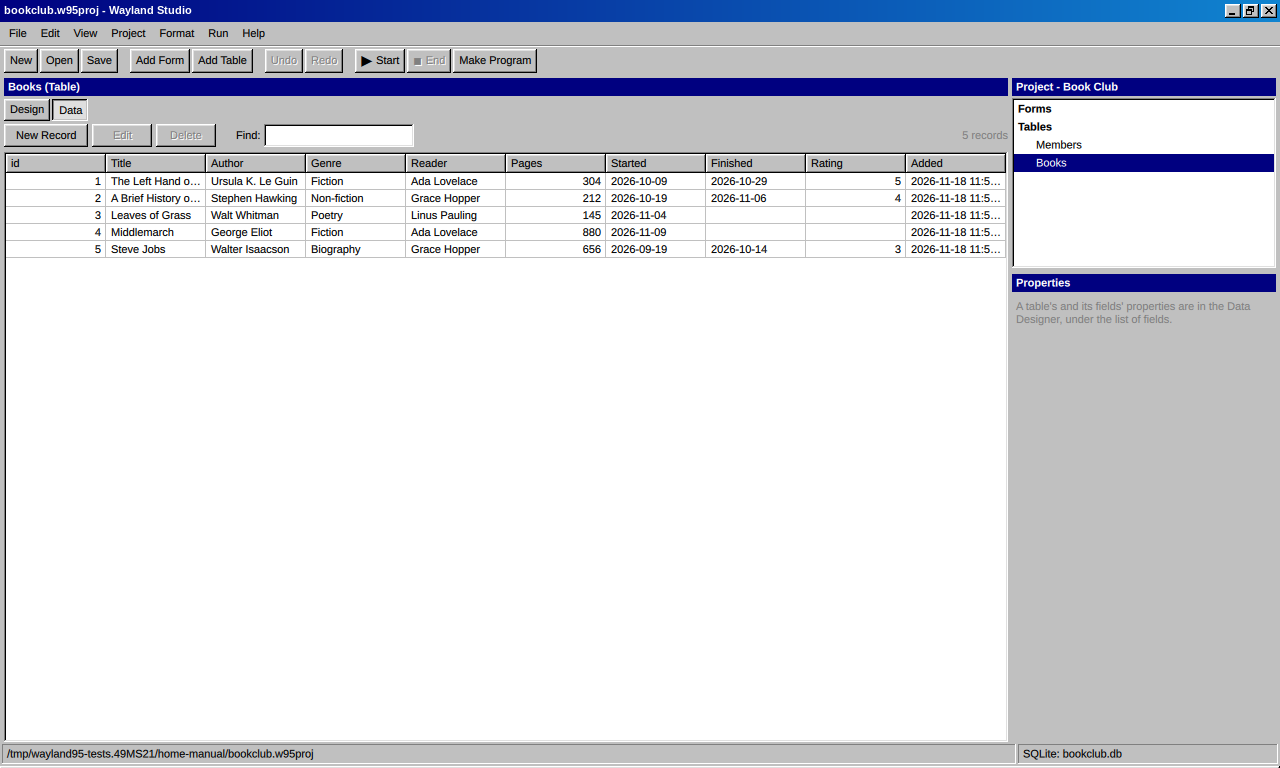 bookclub.w95proj - Wayland Studio
File Edit View Project Format Run Help
New Open Save Add Form Add Table Undo Redo Start End Make Program
Books (Table)
Design Data
New Record Edit Delete Find: 5 records
id Title Author Genre Reader Pages Started Finished Rating Added
1 The Left Hand o... Ursula K. Le Guin Fiction Ada Lovelace 304 2026-10-09 2026-10-29 5 2026-11-18 11:5...
2 A Brief History o... Stephen Hawking Non-fiction Grace Hopper 212 2026-10-19 2026-11-06 4 2026-11-18 11:5...
3 Leaves of Grass Walt Whitman Poetry Linus Pauling 145 2026-11-04 2026-11-18 11:5...
4 Middlemarch George Eliot Fiction Ada Lovelace 880 2026-11-09 2026-11-18 11:5...
5 Steve Jobs Walter Isaacson Biography Grace Hopper 656 2026-09-19 2026-10-14 3 2026-11-18 11:5...
Project - Book Club
Forms
Tables
Members
Books
Properties
A table's and its fields' properties are in the Data
Designer, under the list of fields.
/tmp/wayland95-tests.49MS21/home-manual/bookclub.w95proj
SQLite: bookclub.db